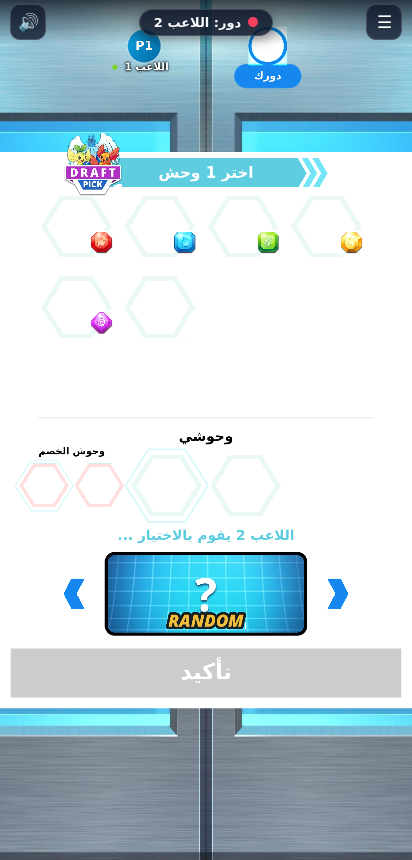 دور: اللاعب 2
P1
اللاعب 1
دورك
DRAFT
PICK
اختر 1 وحش
وحوشي
وحوش الخصم
اللاعب 2 يقوم بالاختيار ...
?
RANDOM
تأكيد